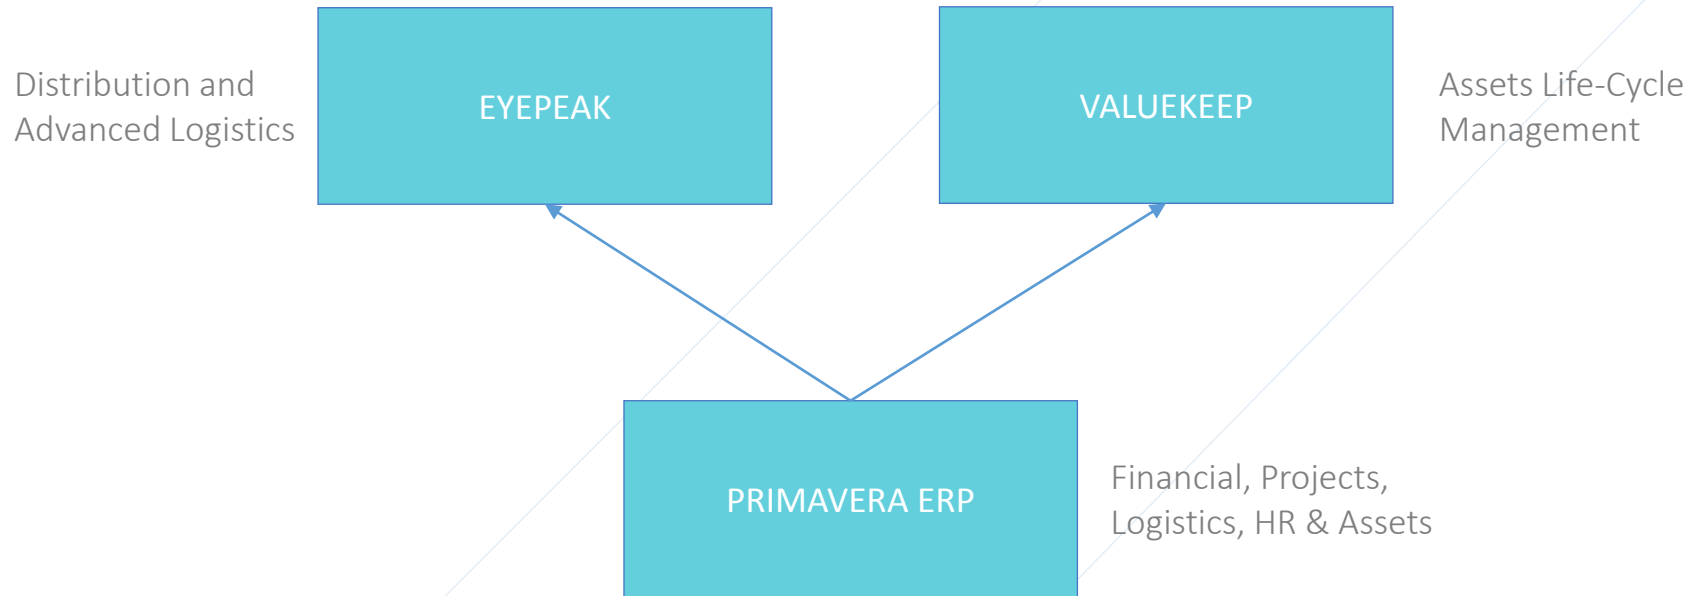 Distribution and
Advanced Logistics
EYEPEAK
VALUEKEEP
Assets Life-Cycle
Management
PRIMAVERA ERP
Financial, Projects,
Logistics, HR & Assets